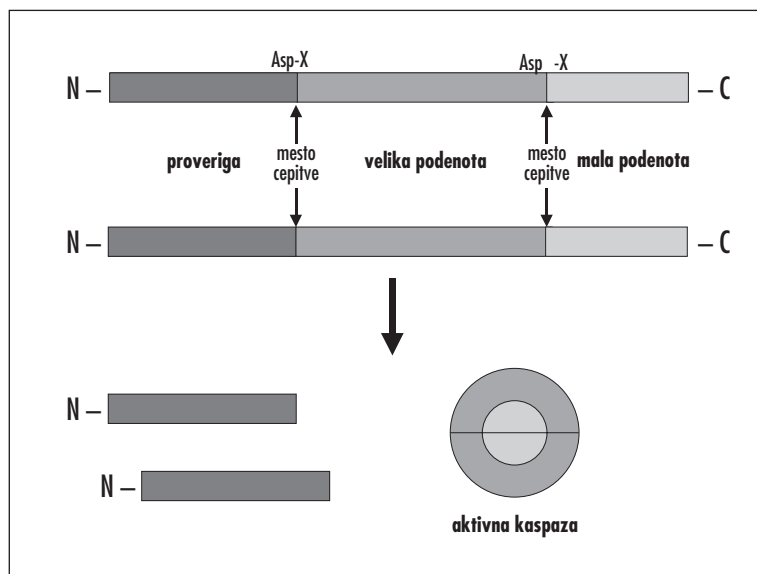 Asp-X Asp -X
N – – C
proveriga mesto cepitve velika podenota mesto cepitve mala podenota
N – – C
N –
N –
aktivna kaspaza